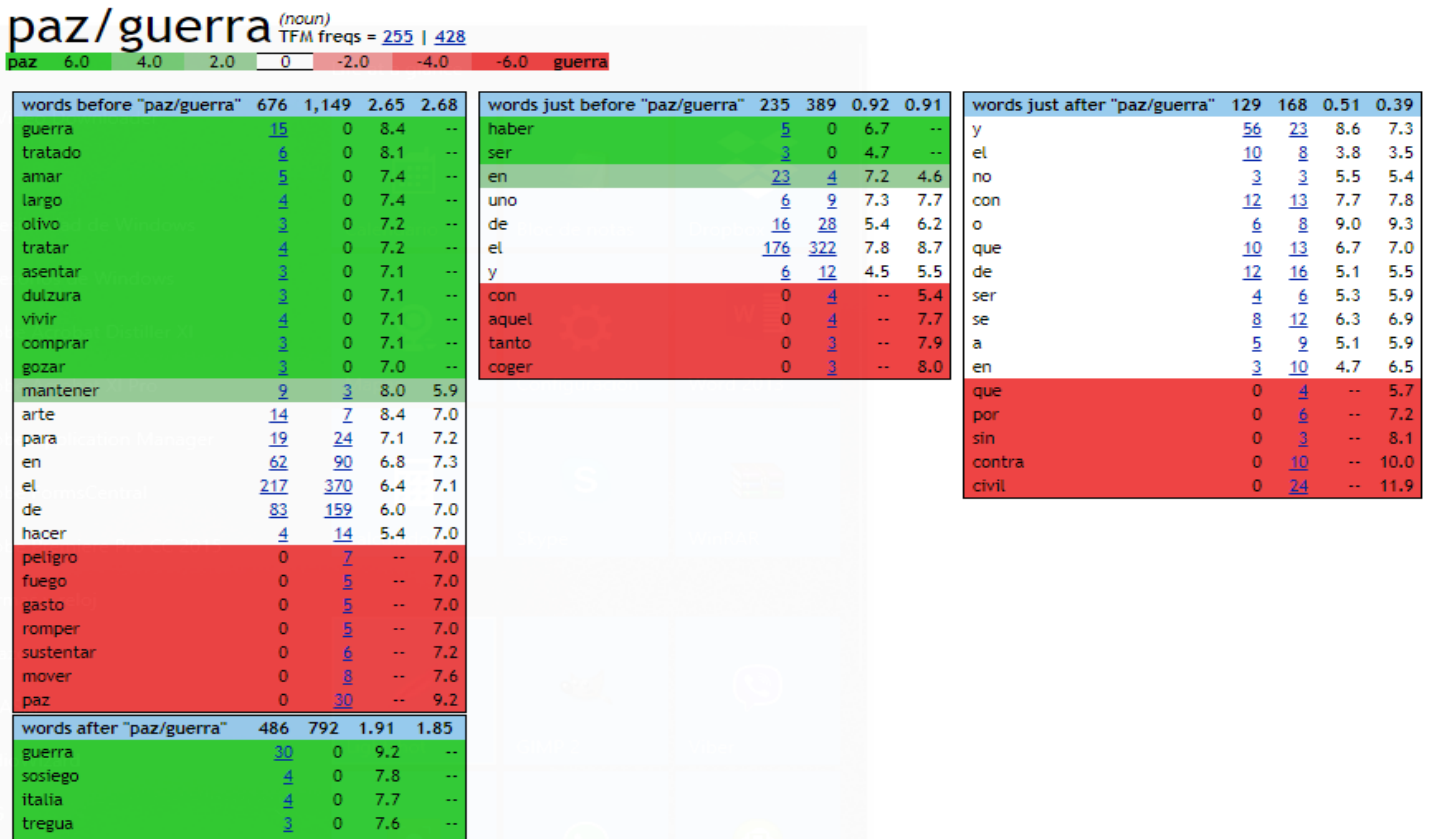 paz/guerra (noun)
TFM freqs = 255 | 428
paz 6.0 4.0 2.0 0 -2.0 -4.0 -6.0 guerra
words before "paz/guerra" 676 1,149 2.65 2.68
guerra 15 0 8.4 --
tratado 6 0 8.1 --
amar 5 0 7.4 --
largo 4 0 7.4 --
olivo 3 0 7.2 --
tratar 4 0 7.2 --
asentar 3 0 7.1 --
dulzura 3 0 7.1 --
vivir 4 0 7.1 --
comprar 3 0 7.1 --
gozar 3 0 7.0 --
mantener 9 3 8.0 5.9
arte 14 7 8.4 7.0
para 19 24 7.1 7.2
en 62 90 6.8 7.3
el 217 370 6.4 7.1
de 83 159 6.0 7.0
hacer 4 14 5.4 7.0
peligro 0 7 -- 7.0
fuego 0 5 -- 7.0
gasto 0 5 -- 7.0
romper 0 5 -- 7.0
sustentar 0 6 -- 7.2
mover 0 8 -- 7.6
paz 0 30 -- 9.2
words after "paz/guerra" 486 792 1.91 1.85
guerra 30 0 9.2 --
sosiego 4 0 7.8 --
italia 4 0 7.7 --
tregua 3 0 7.6 --
words just before "paz/guerra" 235 389 0.92 0.91
haber 5 0 6.7 --
ser 3 0 4.7 --
en 23 4 7.2 4.6
uno 6 9 7.3 7.7
de 16 28 5.4 6.2
el 176 322 7.8 8.7
y 6 12 4.5 5.5
con 0 4 -- 5.4
aquel 0 4 -- 7.7
tanto 0 3 -- 7.9
coger 0 3 -- 8.0
words just after "paz/guerra" 129 168 0.51 0.39
y 56 23 8.6 7.3
el 10 8 3.8 3.5
no 3 3 5.5 5.4
con 12 13 7.7 7.8
o 6 8 9.0 9.3
que 10 13 6.7 7.0
de 12 16 5.1 5.5
ser 4 6 5.3 5.9
se 8 12 6.3 6.9
a 5 9 5.1 5.9
en 3 10 4.7 6.5
que 0 4 -- 5.7
por 0 6 -- 7.2
sin 0 3 -- 8.1
contra 0 10 -- 10.0
civil 0 24 -- 11.9